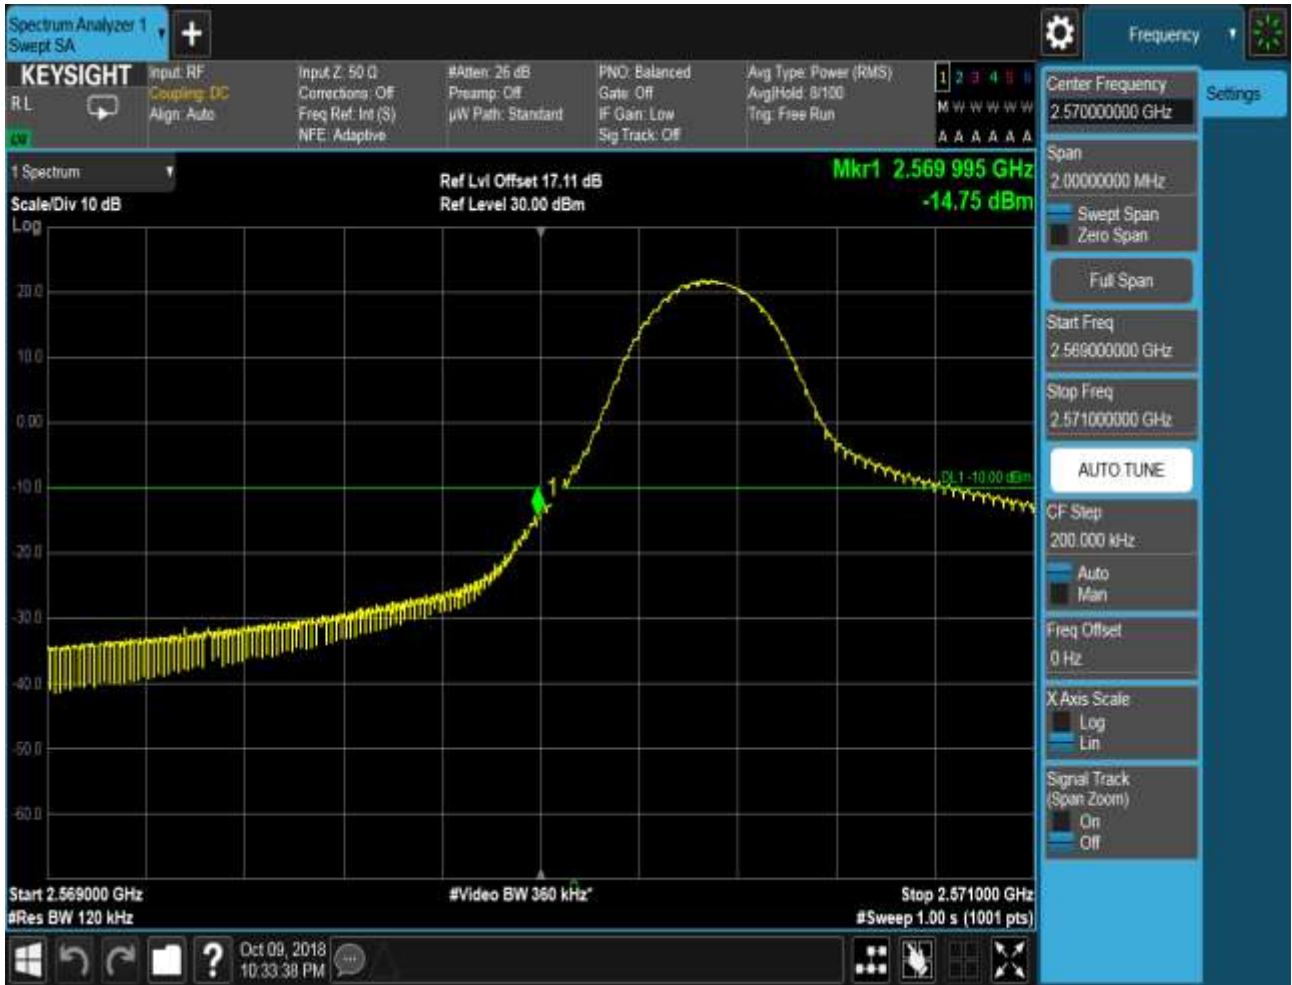 Spectrum Analyzer 1
Swept SA
Frequency
KEYSIGHT
R L
Input: RF
Coupling: DC
Align: Auto
Input Z: 50 Ω
Corrections: Off
Freq Ref: Int (S)
NFE: Adaptive
#Atten: 26 dB
Preamp: Off
µW Path: Standard
PNO: Balanced
Gate: Off
IF Gain: Low
Sig Track: Off
Avg Type: Power (RMS)
Avg|Hold: 8/100
Trig: Free Run
1 2 3 4 5 6
M W W W W W
A A A A A A
1 Spectrum
Scale/Div 10 dB
Log
Ref Lvl Offset 17.11 dB
Ref Level 30.00 dBm
Mkr1 2.569 995 GHz
-14.75 dBm
20.0
10.0
0.00
-10.0
-20.0
-30.0
-40.0
-50.0
-60.0
1
DL1 -10.00 dBm
Start 2.569000 GHz
#Res BW 120 kHz
#Video BW 360 kHz*
Stop 2.571000 GHz
#Sweep 1.00 s (1001 pts)
Center Frequency
2.570000000 GHz
Settings
Span
2.00000000 MHz
Swept Span
Zero Span
Full Span
Start Freq
2.569000000 GHz
Stop Freq
2.571000000 GHz
AUTO TUNE
CF Step
200.000 kHz
Auto
Man
Freq Offset
0 Hz
X Axis Scale
Log
Lin
Signal Track
(Span Zoom)
On
Off
?
Oct 09, 2018
10:33:38 PM